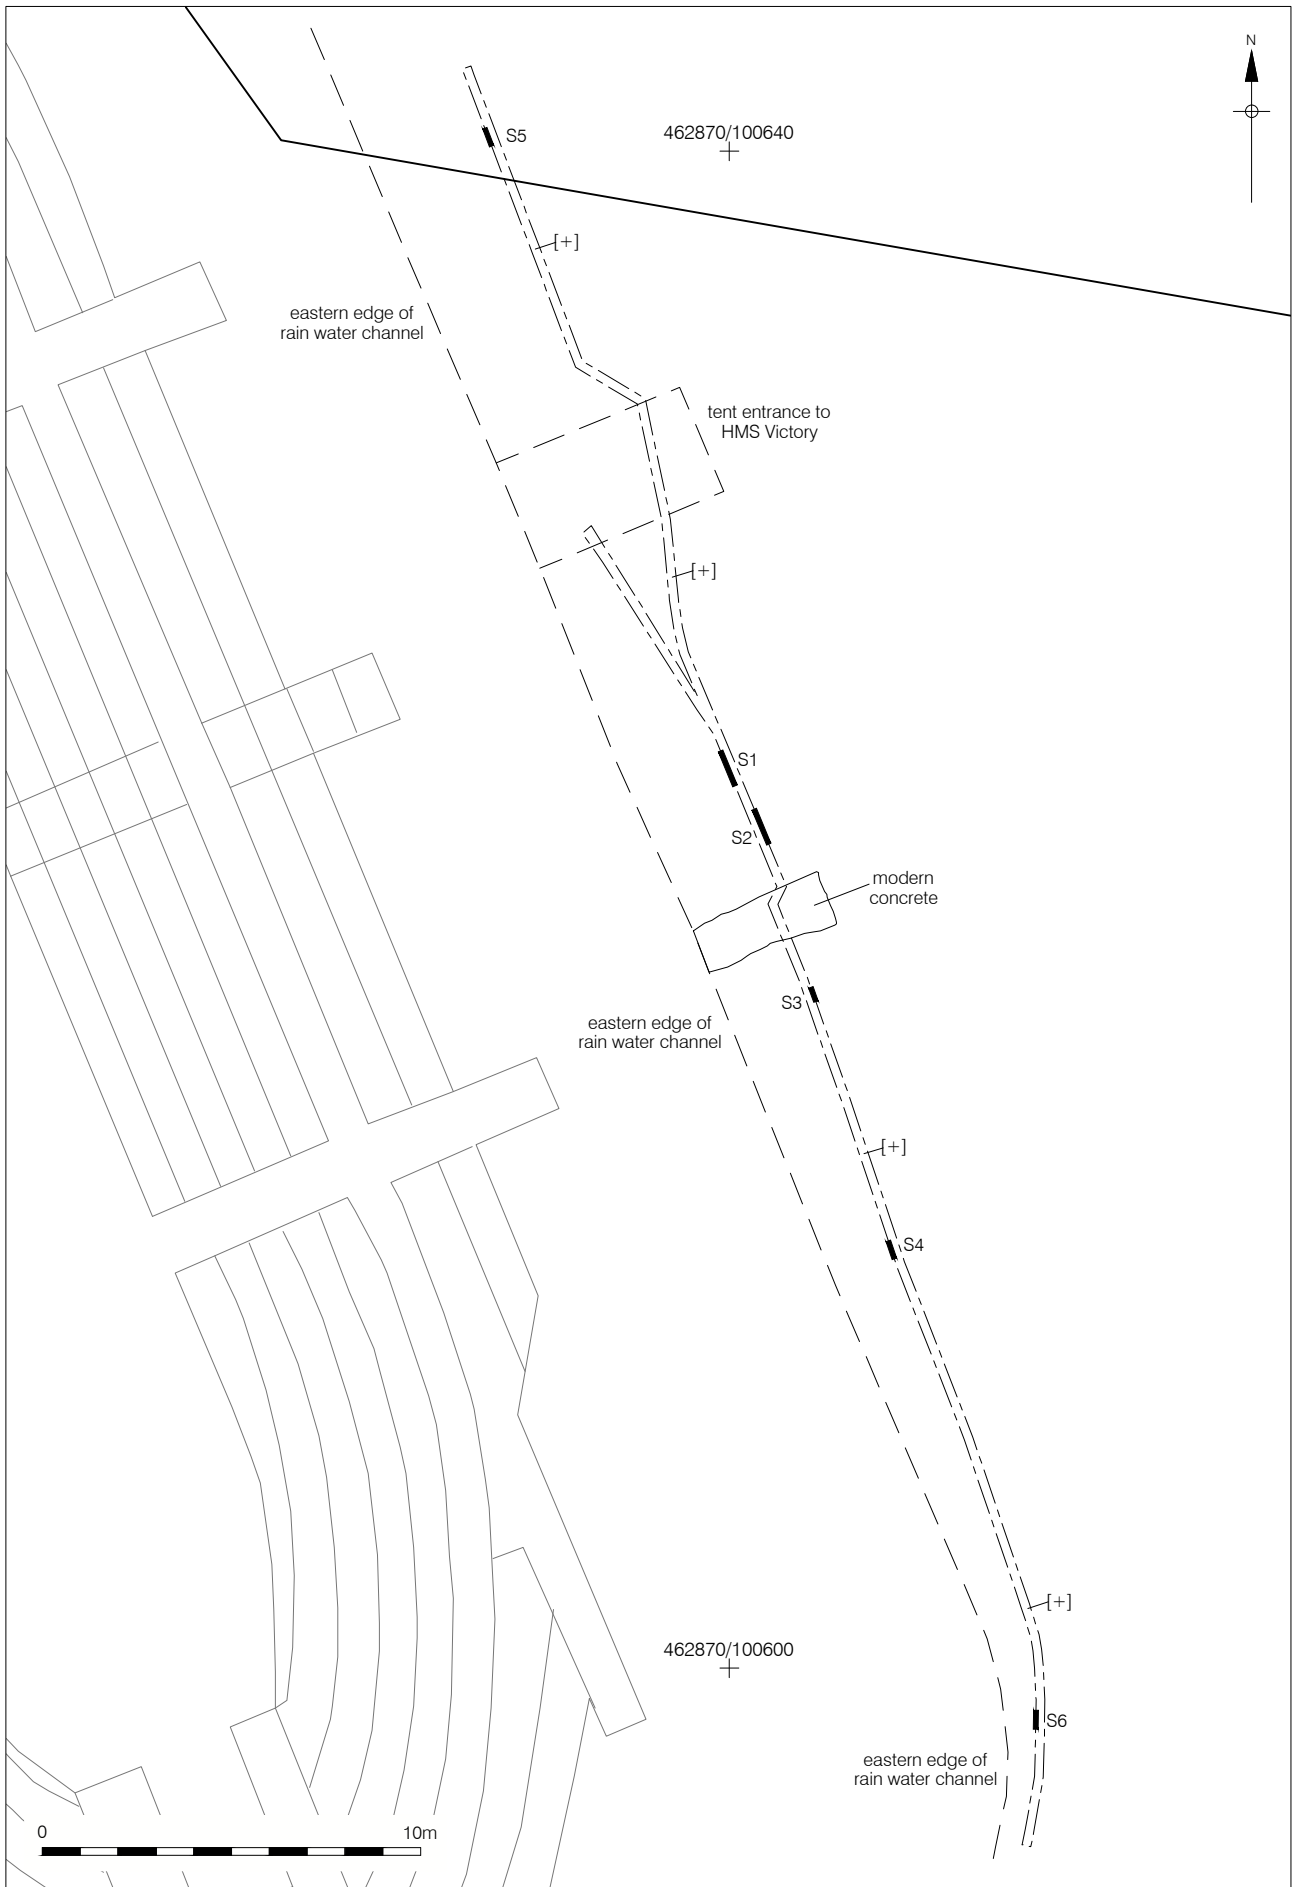 N
S5
462870/100640
[+]
eastern edge of
rain water channel
tent entrance to
HMS Victory
[+]
S1
S2
modern
concrete
S3
eastern edge of
rain water channel
[+]
S4
[+]
462870/100600
S6
eastern edge of
rain water channel
0 10m